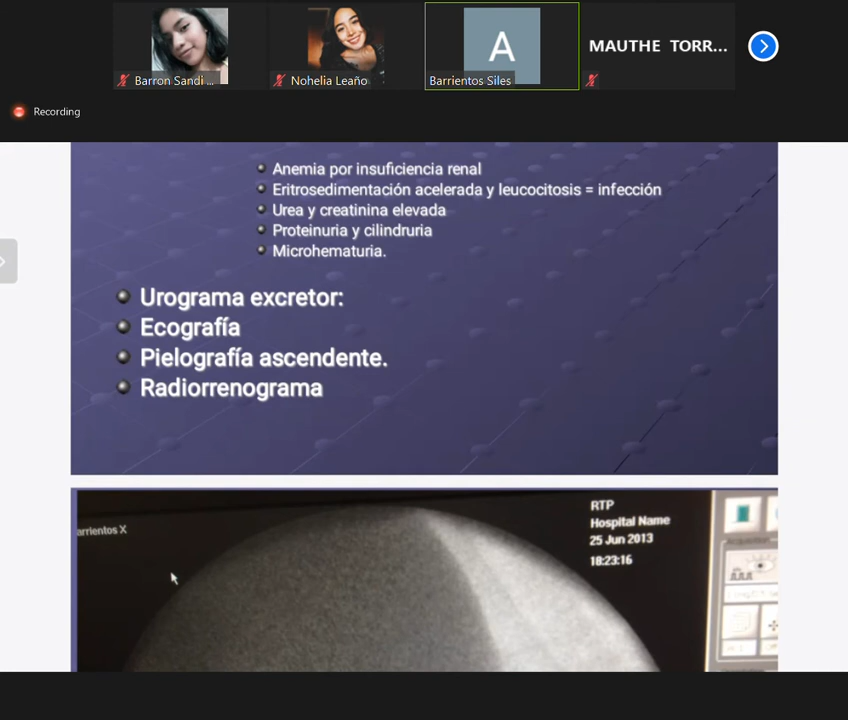 Barron Sandi ...
Nohelia Leaño
A
Barrientos Siles
MAUTHE TORR...
Recording
Anemia por insuficiencia renal
Eritrosedimentación acelerada y leucocitosis = infección
Urea y creatinina elevada
Proteinuria y cilindruria
Microhematuria.
Urograma excretor:
Ecografía
Pielografía ascendente.
Radiorrenograma
arrientos X
RTP
Hospital Name
25 Jun 2013
18:23:16